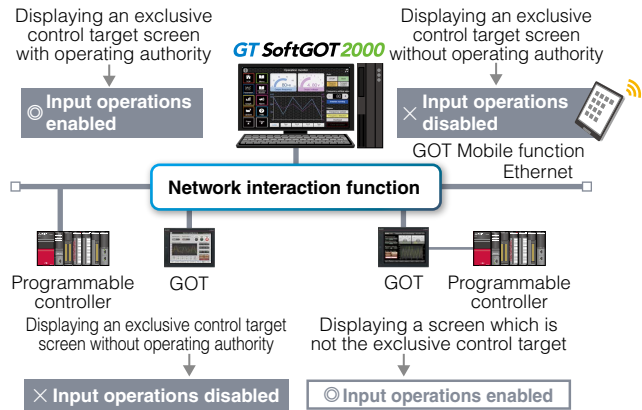 Displaying an exclusive
control target screen
with operating authority
◎ Input operations
enabled
GT SoftGOT2000
Displaying an exclusive
control target screen
without operating authority
× Input operations
disabled
GOT Mobile function
Ethernet
Network interaction function
Programmable
controller
GOT
GOT
Programmable
controller
Displaying an exclusive control target
screen without operating authority
× Input operations disabled
Displaying a screen which is
not the exclusive control target
◎ Input operations enabled